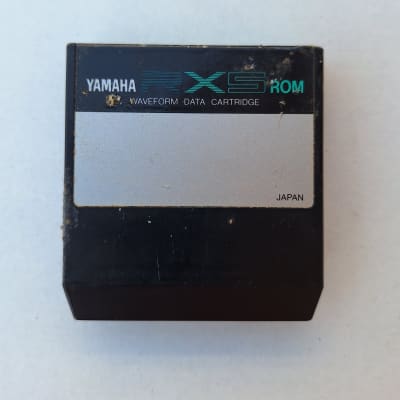 YAMAHA RX5 ROM
WAVEFORM DATA CARTRIDGE
JAPAN